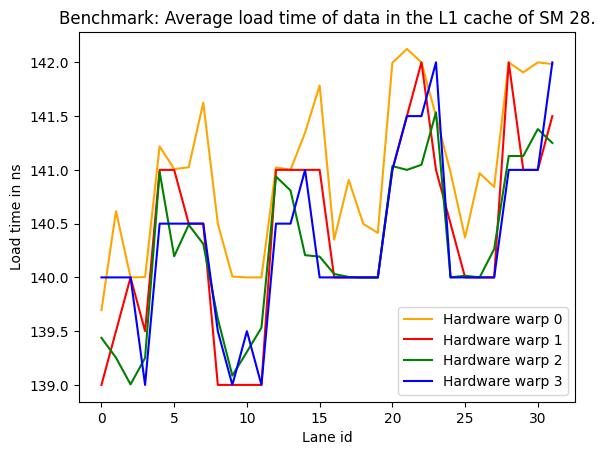 Benchmark: Average load time of data in the L1 cache of SM 28.
Load time in ns
142.0
141.5
141.0
140.5
140.0
139.5
139.0
Hardware warp 0
Hardware warp 1
Hardware warp 2
Hardware warp 3
0 5 10 15 20 25 30
Lane id